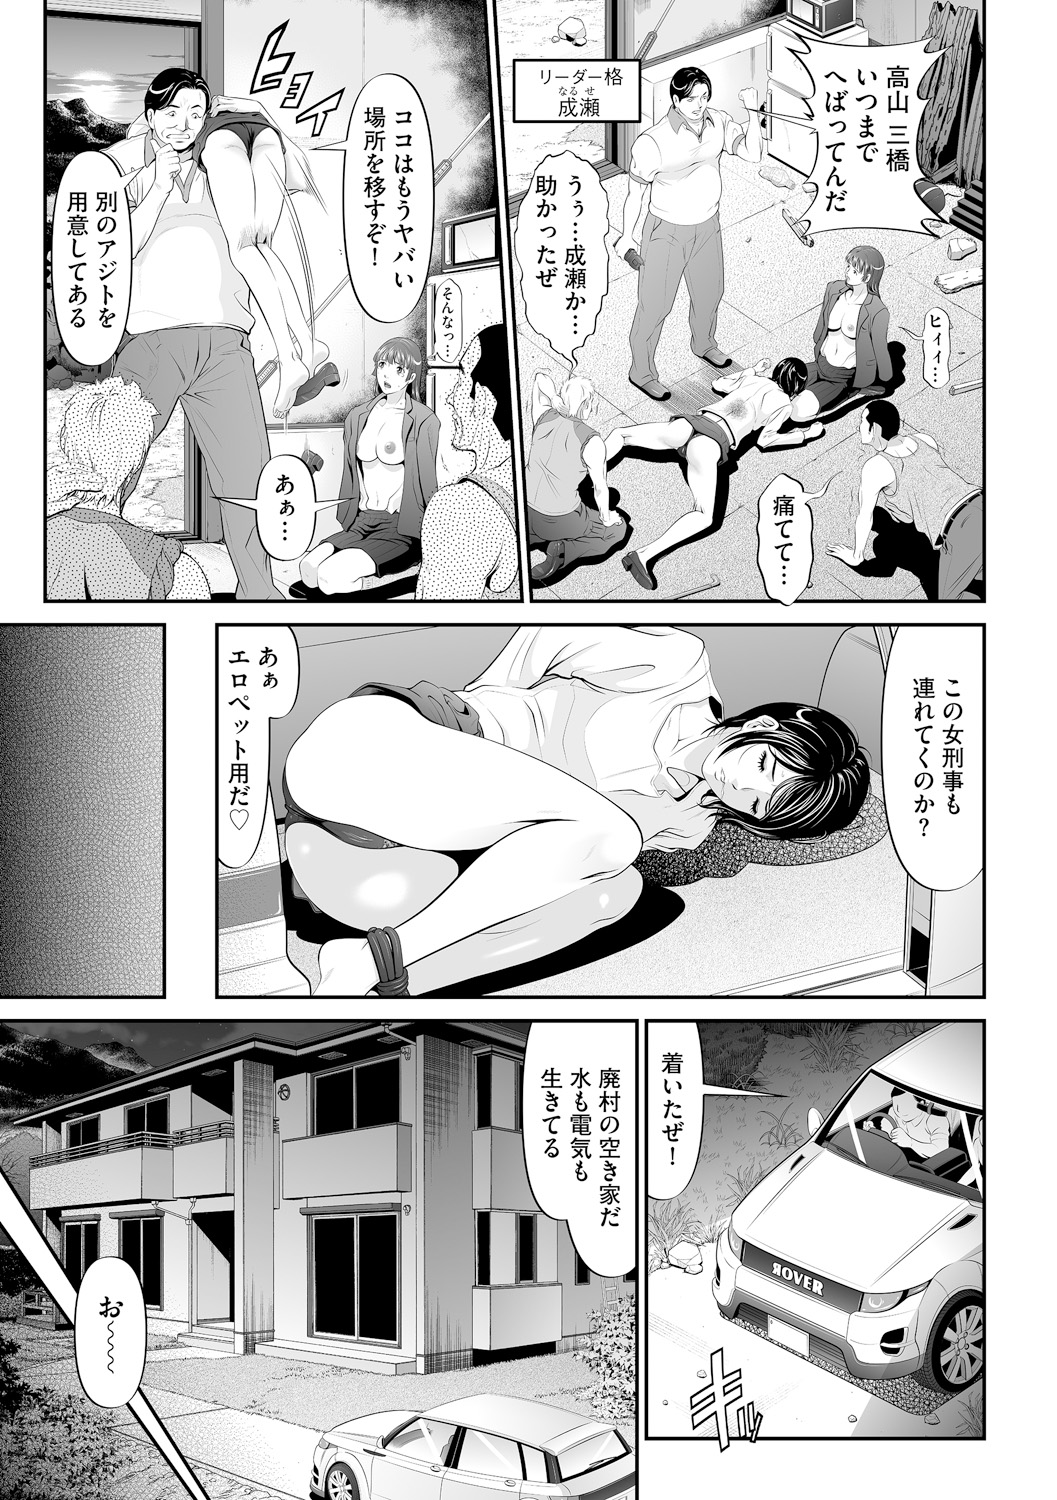 高山 三橋
いつまで
へばってんだ
リーダー格
なるせ
成瀬
うぅ…成瀬か…
助かったぜ
ヒイィ…
痛てて…
ヒョイ
ココはもうヤバい
場所を移すぞ!
そんなっ…
別のアジトを
用意してある
あぁ…
この女刑事も
連れてくのか?
あぁ
エロペット用だ♡
着いたぜ!
ROVER
キッ
廃村の空き家だ
水も電気も
生きてる
お〜〜〜